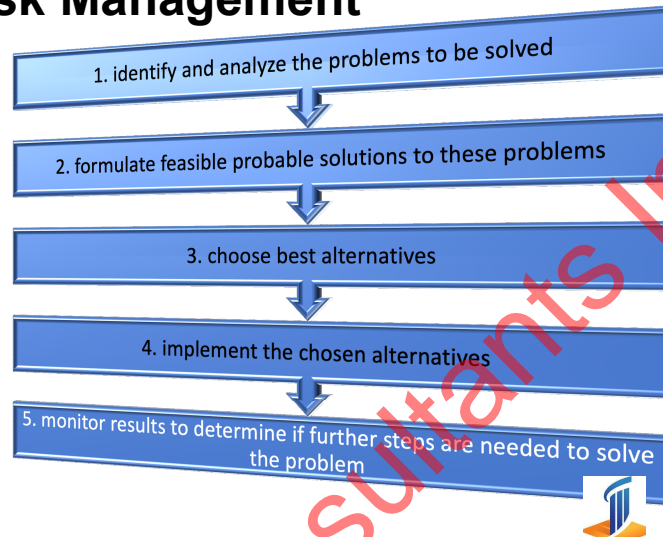 sk Management
1. identify and analyze the problems to be solved
2. formulate feasible probable solutions to these problems
3. choose best alternatives
4. implement the chosen alternatives
5. monitor results to determine if further steps are needed to solve
the problem
sultants In